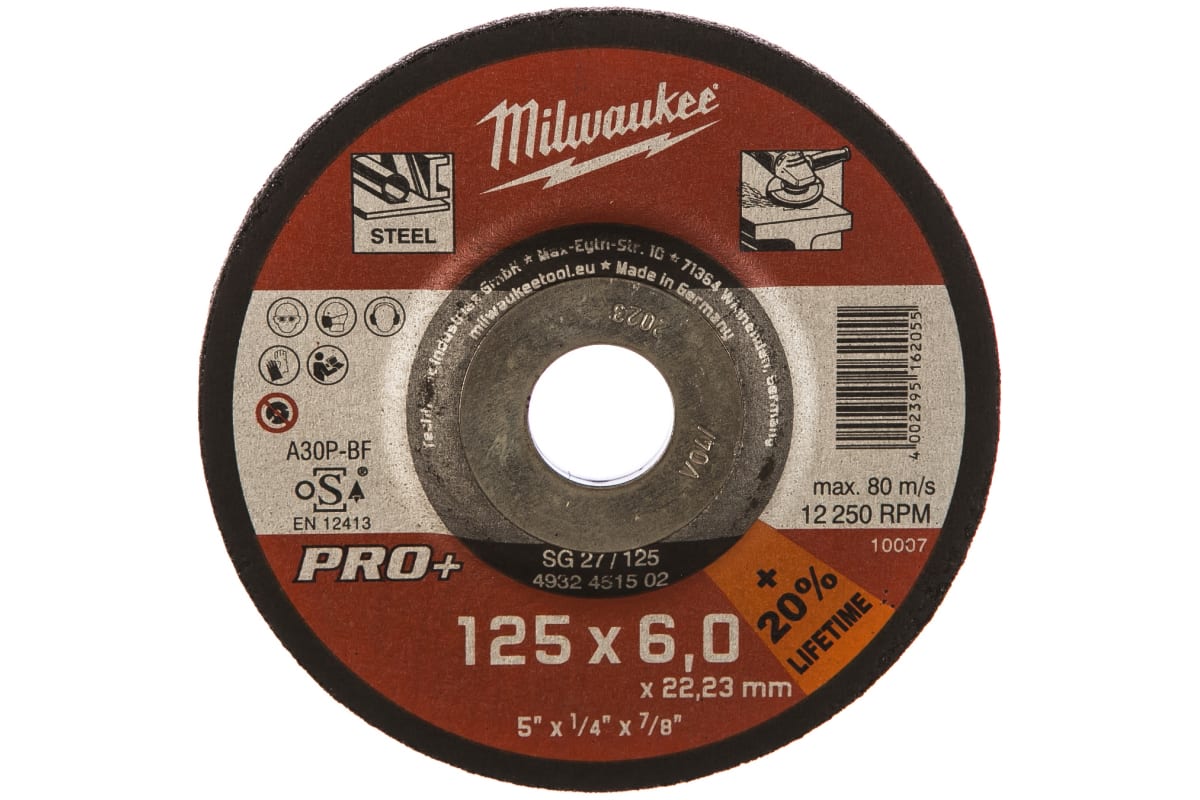 Milwaukee
STEEL
Industries GmbH ★ Max-Eyth-Str. 10 ★ 71364 Winnenden, Germany
milwaukeetool.eu ★ Made in Germany
2023
V04/
4 002395 162055
A30P-BF
oSa®
EN 12413
max. 80 m/s
12 250 RPM
10007
PRO+
SG 27 / 125
4932 4515 02
+
20%
LIFETIME
125 x 6,0
x 22,23 mm
5" x 1/4" x 7/8"